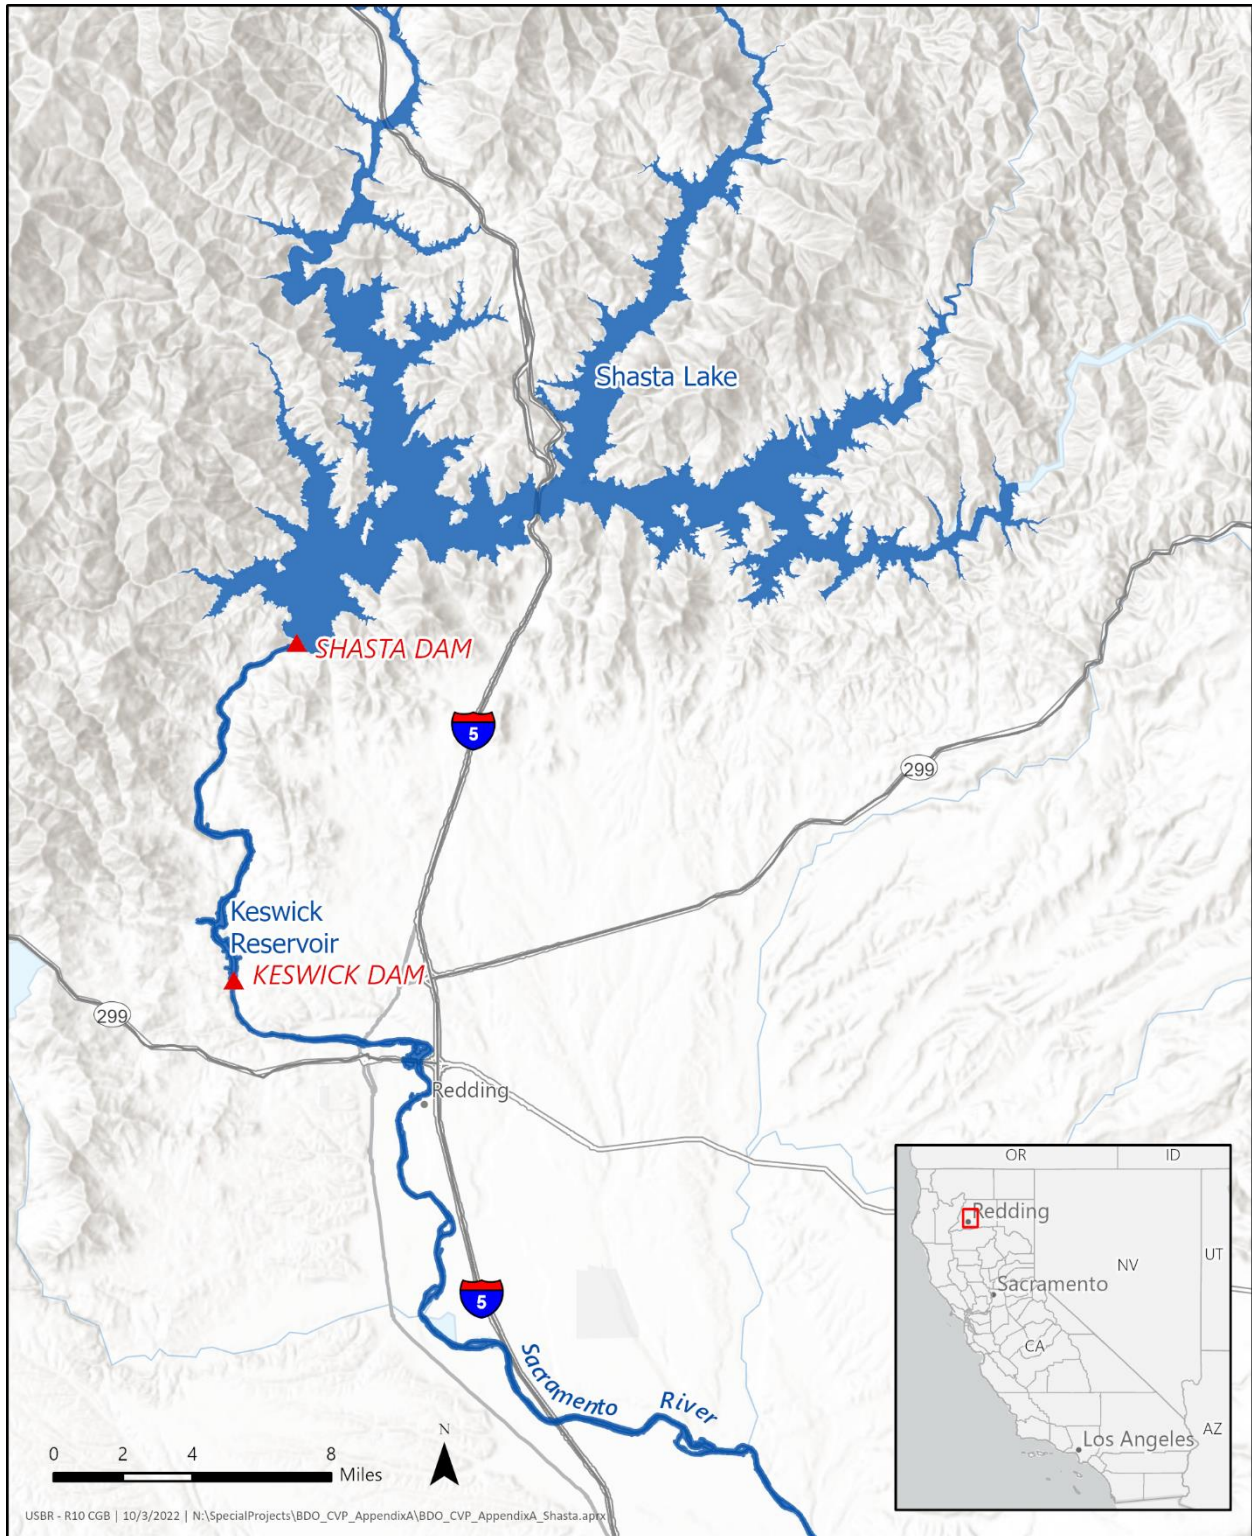 Shasta Lake
SHASTA DAM
5
299
Keswick
Reservoir
KESWICK DAM
299
Redding
5
Sacramento River
OR
ID
Redding
NV
UT
Sacramento
CA
AZ
Los Angeles
N
0 2 4 8 Miles
USBR - R10 CGB | 10/3/2022 | N:\SpecialProjects\BDO_CVP_AppendixA\BDO_CVP_AppendixA_Shasta.aprx